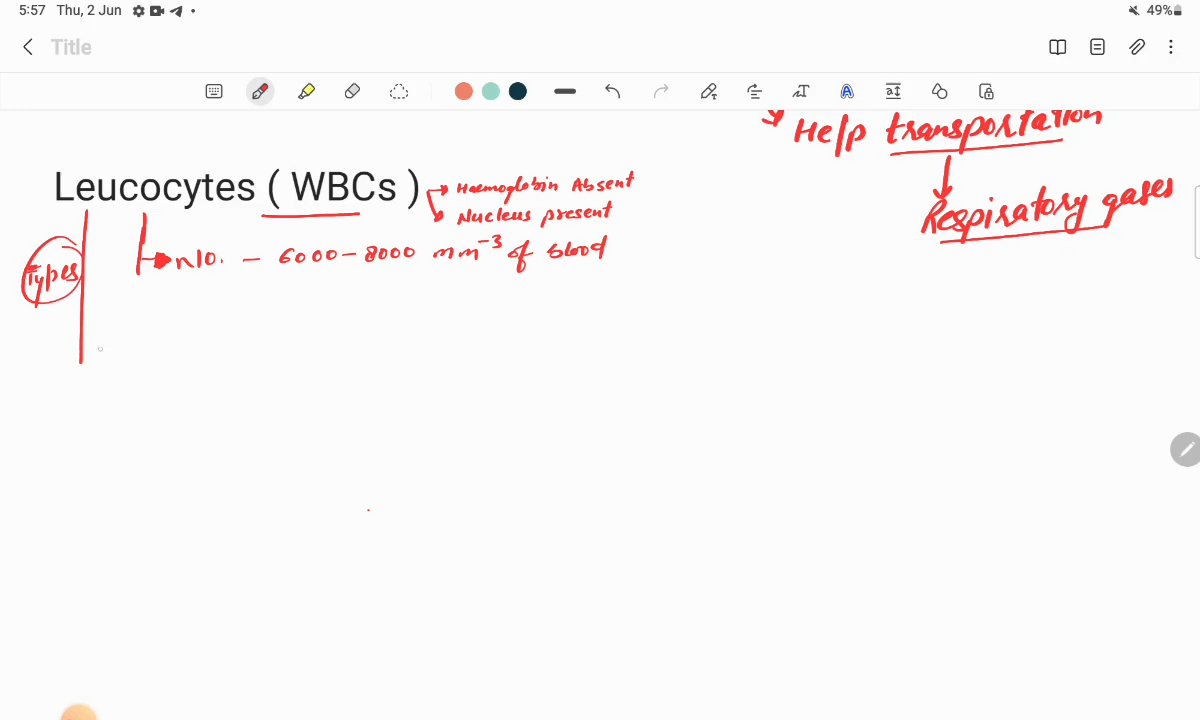 5:57 Thu, 2 Jun
49%
Title
Help transportation
Respiratory gases
Leucocytes ( WBCs )
Haemoglobin Absent
Nucleus present
No. - 6000-8000 mm⁻³ of blood
Types